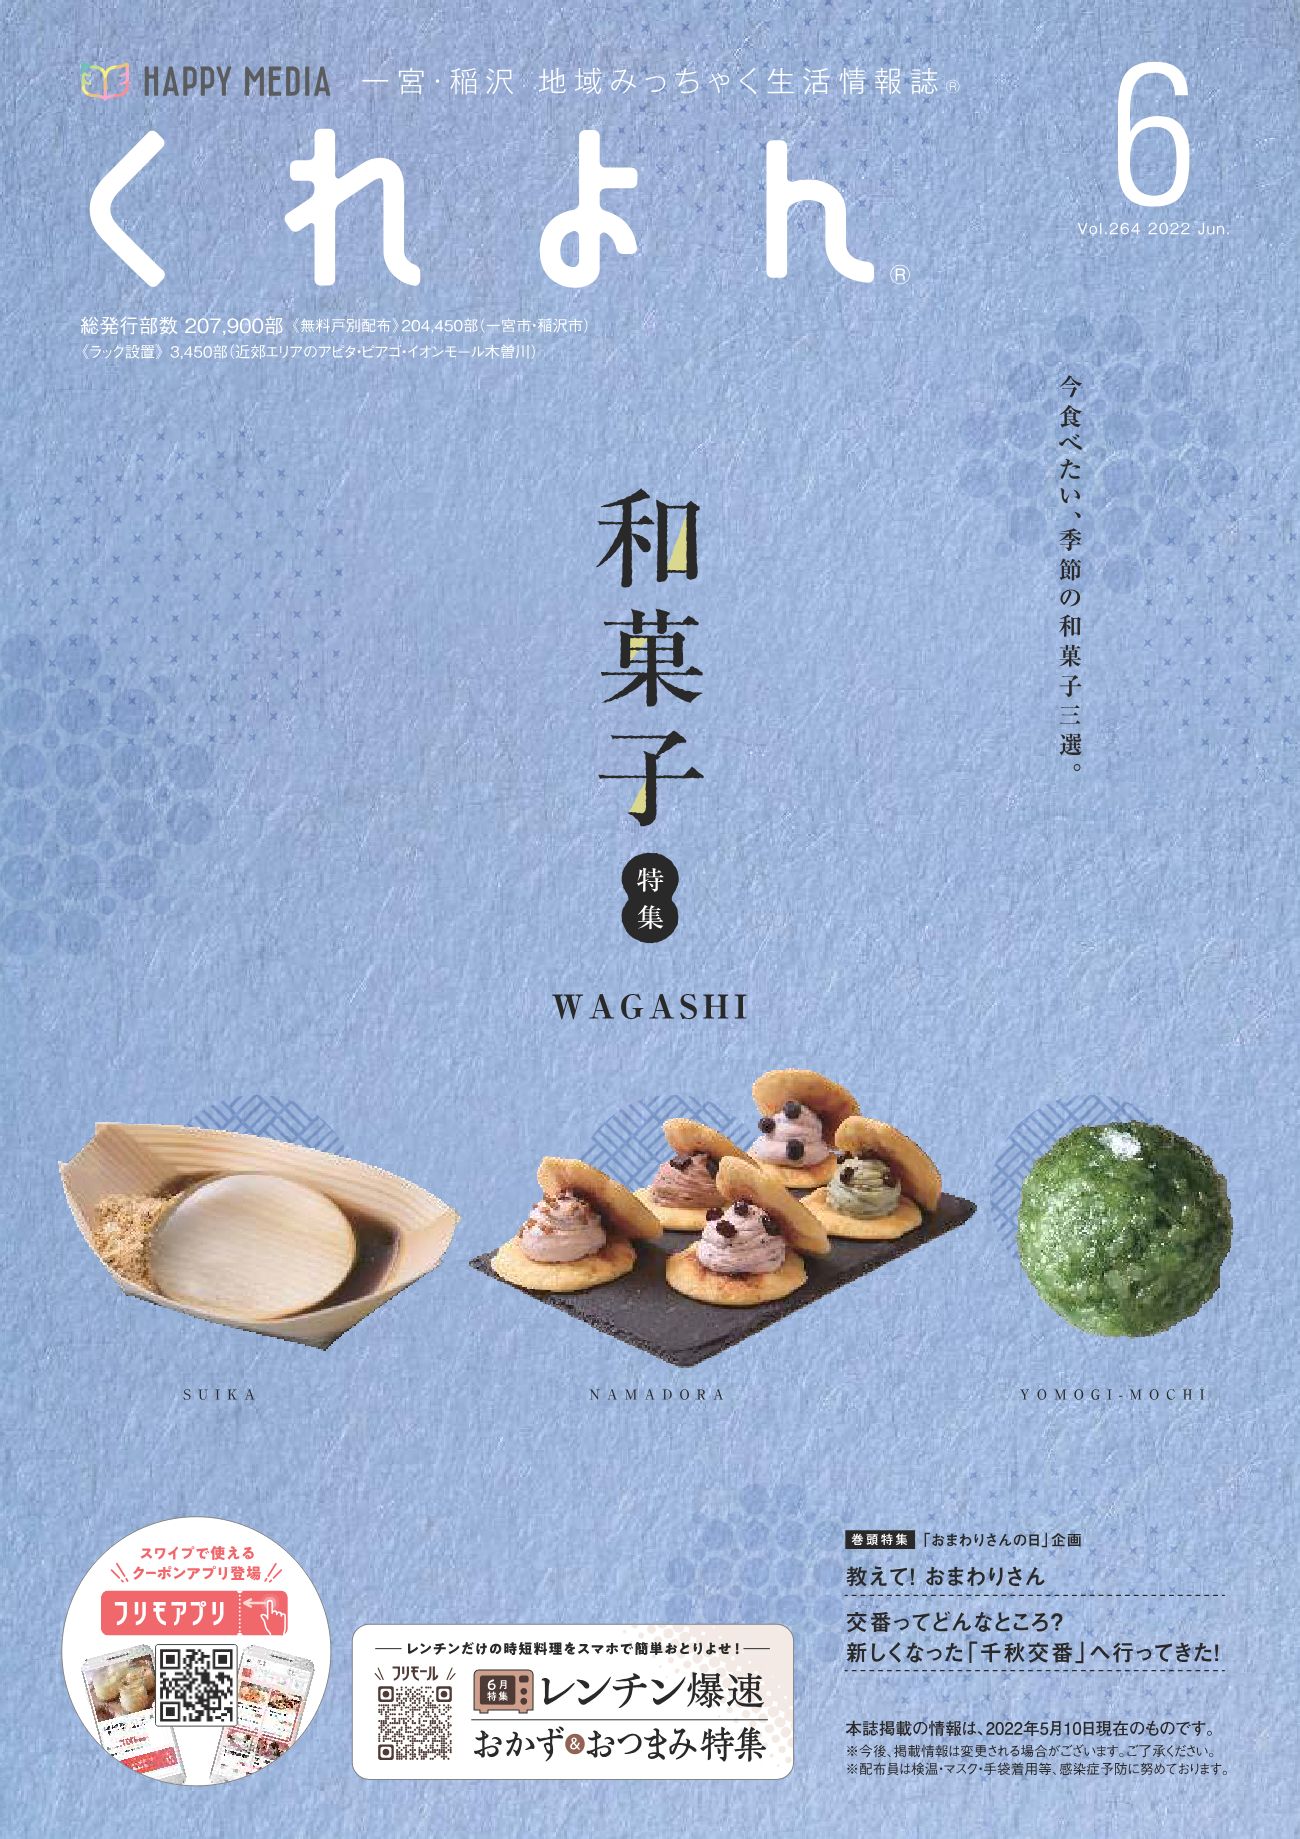 HAPPY MEDIA
一宮・稲沢 地域みっちゃく生活情報誌®
くれよん®
6
Vol.264 2022 Jun.
総発行部数 207,900部《無料戸別配布》204,450部(一宮市・稲沢市)
《ラック設置》 3,450部(近郊エリアのアピタ・ピアゴ・イオンモール木曽川)
今食べたい、季節の和菓子三選。
和菓子
特集
WAGASHI
SUIKA
NAMADORA
YOMOGI-MOCHI
スワイプで使える
クーポンアプリ登場
フリモアプリ
レンチンだけの時短料理をスマホで簡単おとりよせ!
フリモール
6月
特集
レンチン爆速
おかず&おつまみ特集
巻頭特集 「おまわりさんの日」企画
教えて! おまわりさん
交番ってどんなところ?
新しくなった「千秋交番」へ行ってきた!
本誌掲載の情報は、2022年5月10日現在のものです。
※今後、掲載情報は変更される場合がございます。ご了承ください。
※配布員は検温・マスク・手袋着用等、感染症予防に努めております。